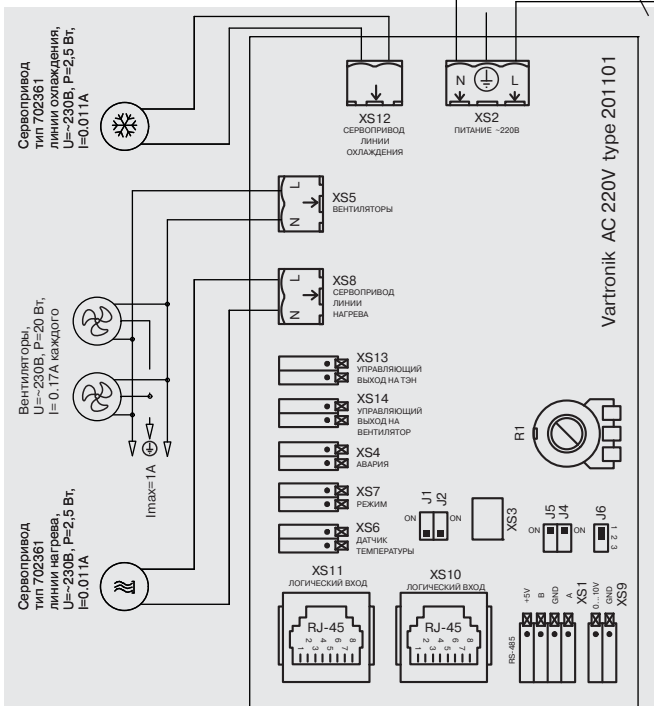 Сервопривод
тип 702361
линии охлаждения,
U=~230В, P=2,5 Вт,
I=0.011А
XS12
СЕРВОПРИВОД
ЛИНИИ
ОХЛАЖДЕНИЯ
N
L
XS2
ПИТАНИЕ ~220В
Vartronik AC 220V type 201101
L
N
XS5
ВЕНТИЛЯТОРЫ
L
N
XS8
СЕРВОПРИВОД
ЛИНИИ
НАГРЕВА
Вентиляторы,
U=~230В, P=20 Вт,
I= 0.17А каждого
Imax=1A
XS13
УПРАВЛЯЮЩИЙ
ВЫХОД НА ТЭН
XS14
УПРАВЛЯЮЩИЙ
ВЫХОД НА
ВЕНТИЛЯТОР
XS4
АВАРИЯ
XS7
РЕЖИМ
XS6
ДАТЧИК
ТЕМПЕРАТУРЫ
R1
J1
J2
ON
ON
XS3
J5
J4
ON
ON
J6
1
2
3
Сервопривод
тип 702361
линии нагрева,
U=~230В, P=2,5 Вт,
I=0.011А
XS11
ЛОГИЧЕСКИЙ ВХОД
RJ-45
1 2 3 4 5 6 7 8
XS10
ЛОГИЧЕСКИЙ ВХОД
RJ-45
1 2 3 4 5 6 7 8
RS-485
+5V
B
GND
A
XS1
0...10V
GND
XS9